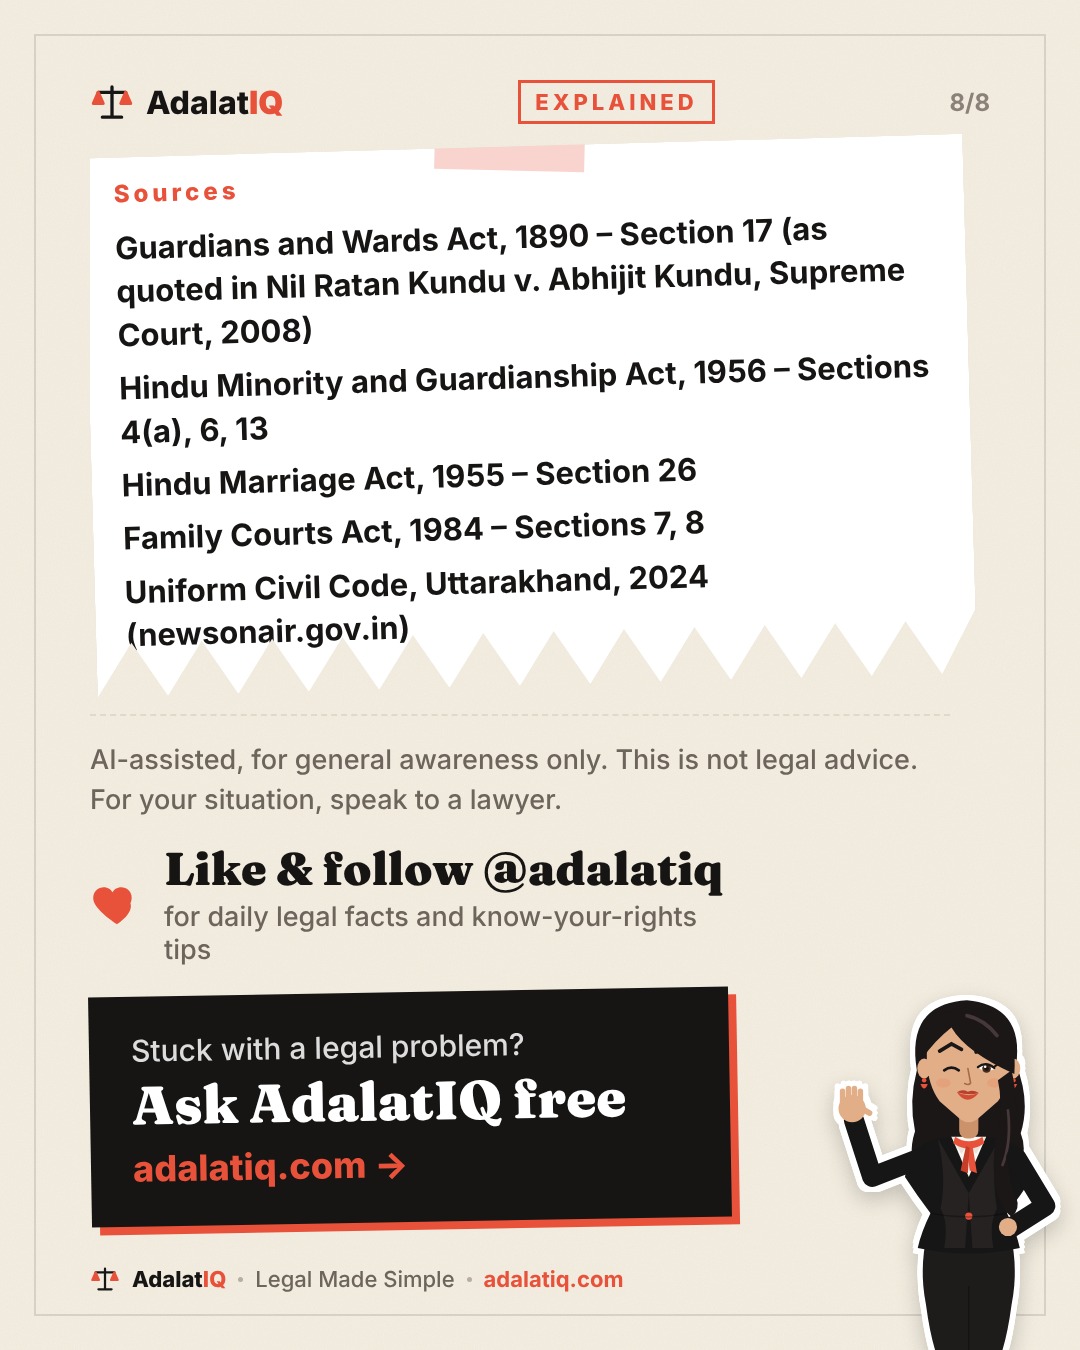 AdalatIQ
EXPLAINED
8/8
Sources
Guardians and Wards Act, 1890 – Section 17 (as
quoted in Nil Ratan Kundu v. Abhijit Kundu, Supreme
Court, 2008)
Hindu Minority and Guardianship Act, 1956 – Sections
4(a), 6, 13
Hindu Marriage Act, 1955 – Section 26
Family Courts Act, 1984 – Sections 7, 8
Uniform Civil Code, Uttarakhand, 2024
(newsonair.gov.in)
AI-assisted, for general awareness only. This is not legal advice.
For your situation, speak to a lawyer.
Like & follow @adalatiq
for daily legal facts and know-your-rights
tips
Stuck with a legal problem?
Ask AdalatIQ free
adalatiq.com →
AdalatIQ • Legal Made Simple • adalatiq.com